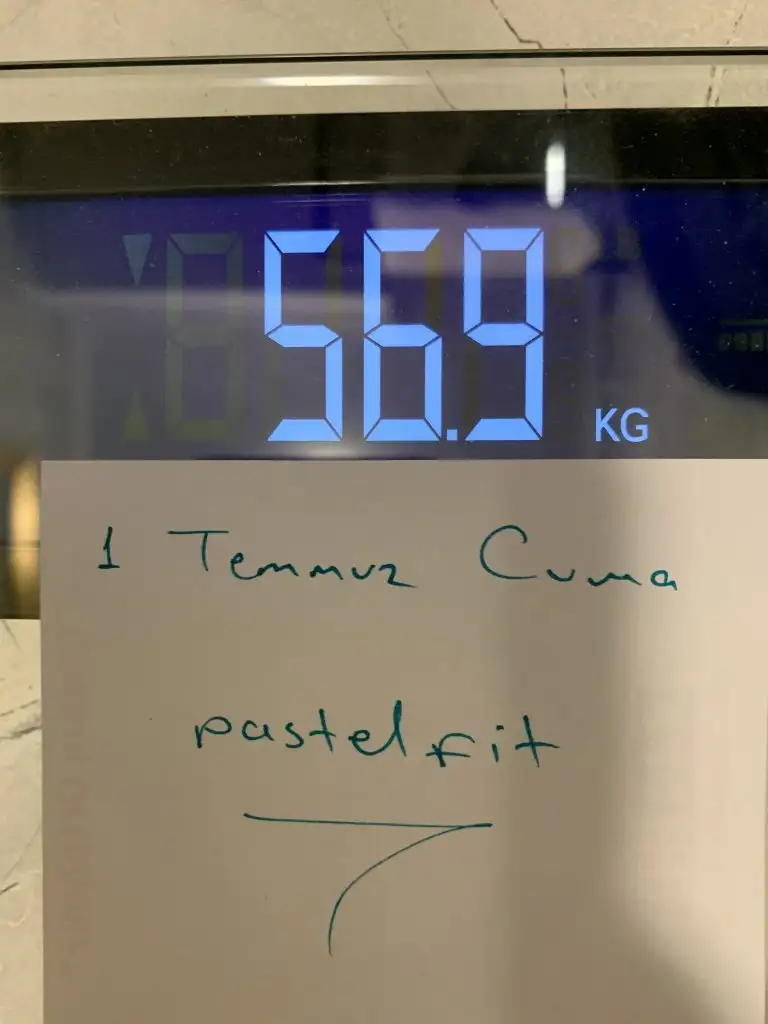 56.9 KG
1 Temmuz Cuma
pastelfit